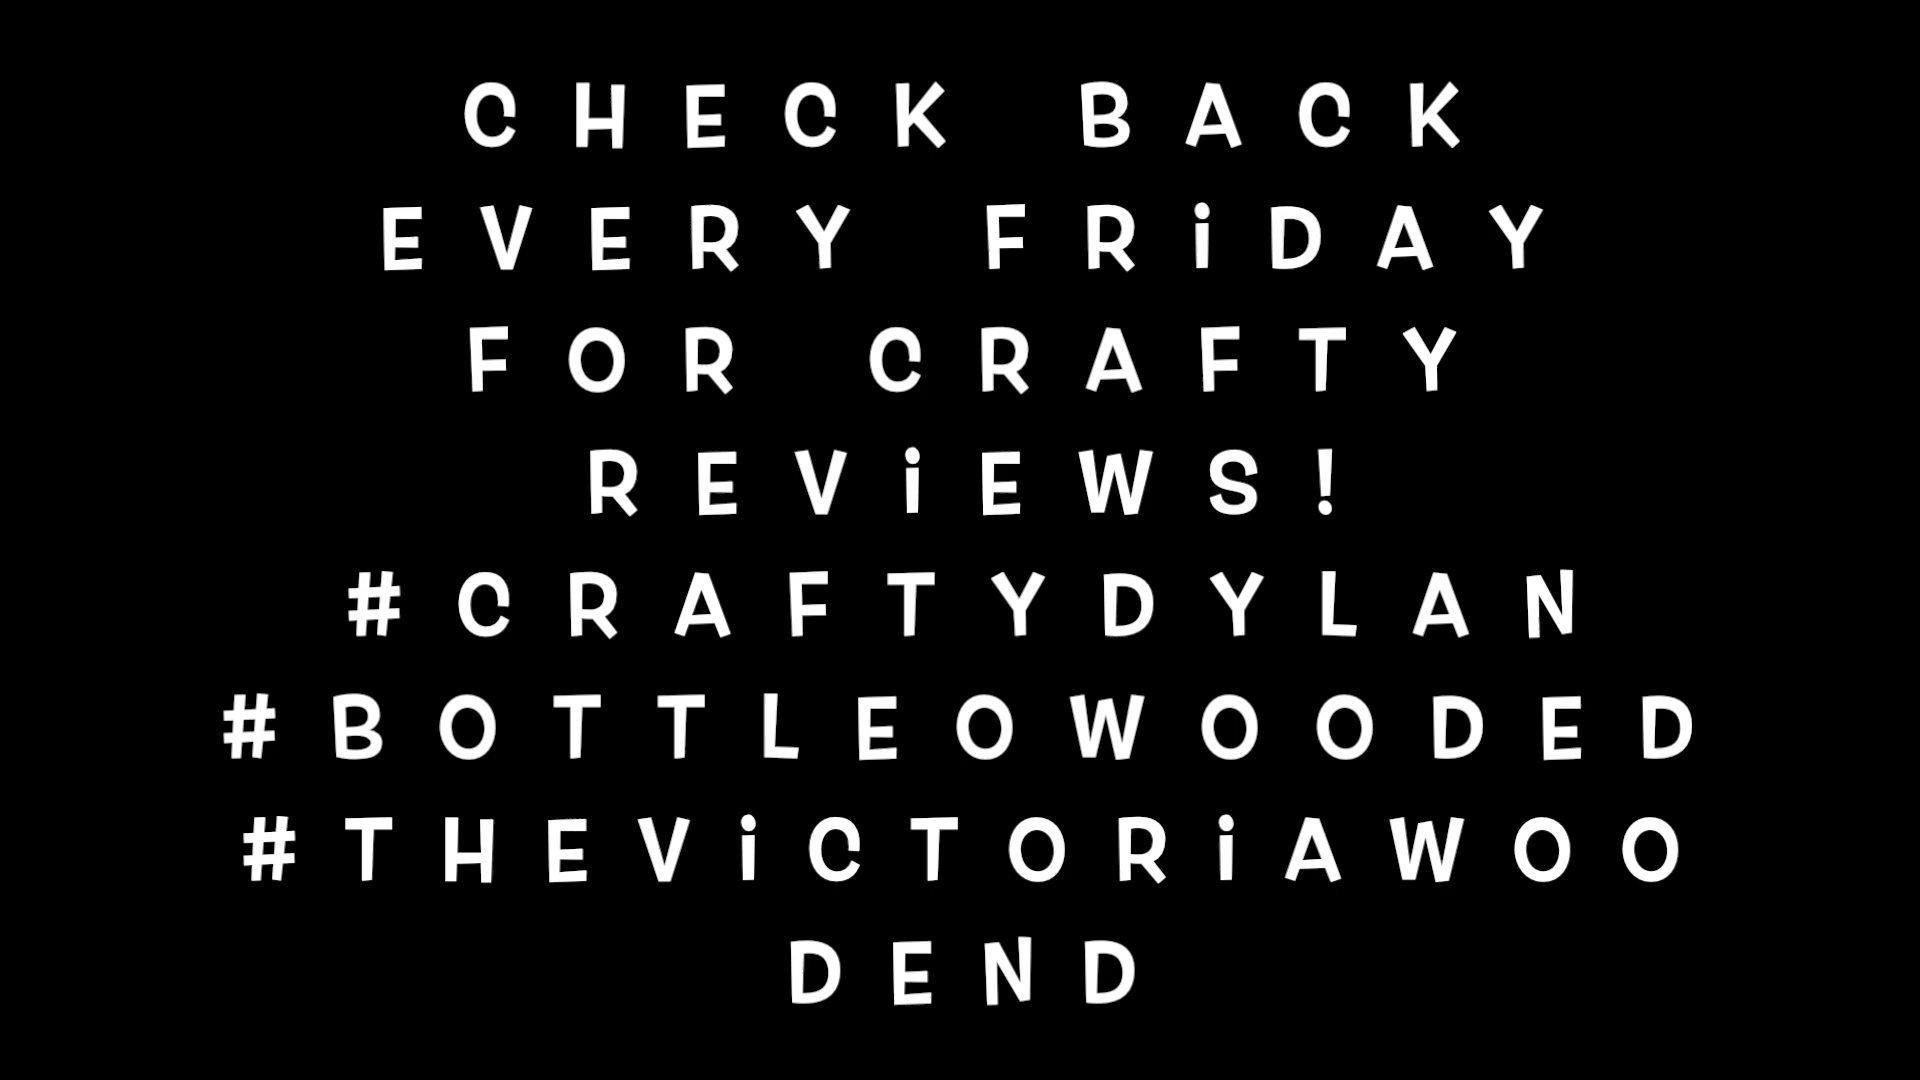 CHECK BACK
EVERY FRiDAY
FOR CRAFTY
REViEWS!
#CRAFTYDYLAN
#BOTTLEOWOODED
#THEViCTORiAWOO
DEND